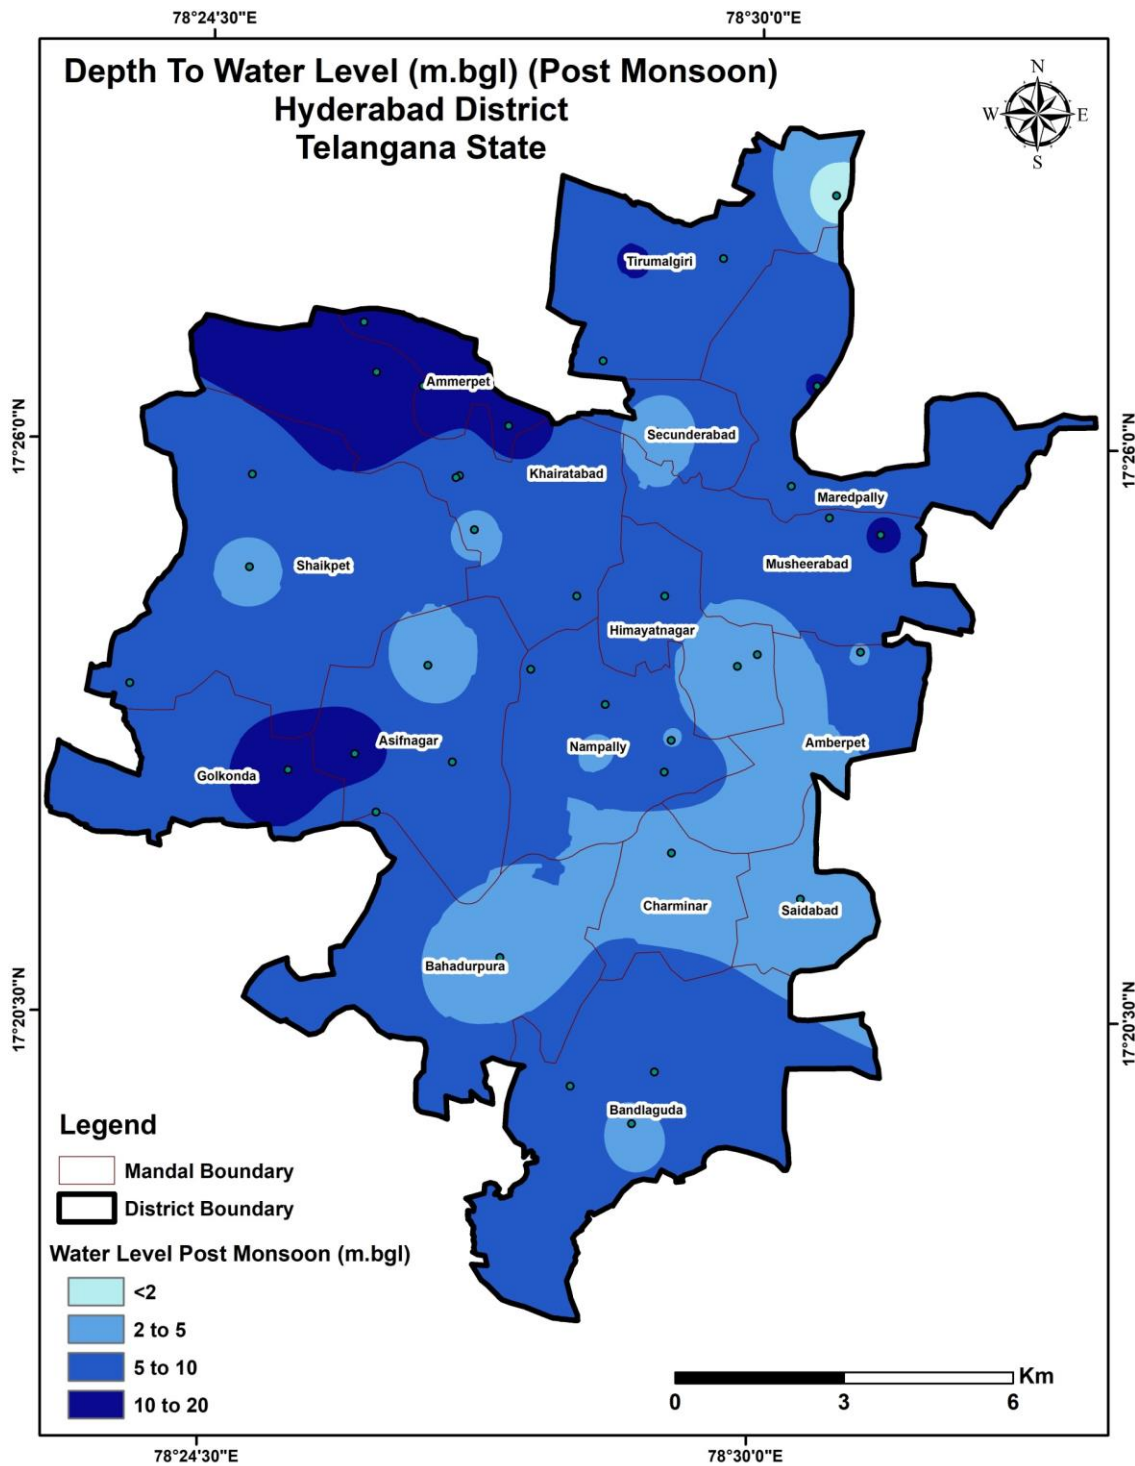 78°24'30"E
78°30'0"E
Depth To Water Level (m.bgl) (Post Monsoon)
Hyderabad District
Telangana State
N
W
E
S
Tirumalgiri
Ammerpet
17°26'0"N
17°26'0"N
Secunderabad
Khairatabad
Maredpally
Shaikpet
Musheerabad
Himayatnagar
Asifnagar
Nampally
Amberpet
Golkonda
Charminar
Saidabad
Bahadurpura
17°20'30"N
17°20'30"N
Bandlaguda
Legend
Mandal Boundary
District Boundary
Water Level Post Monsoon (m.bgl)
<2
2 to 5
5 to 10
10 to 20
Km
0
3
6
78°24'30"E
78°30'0"E